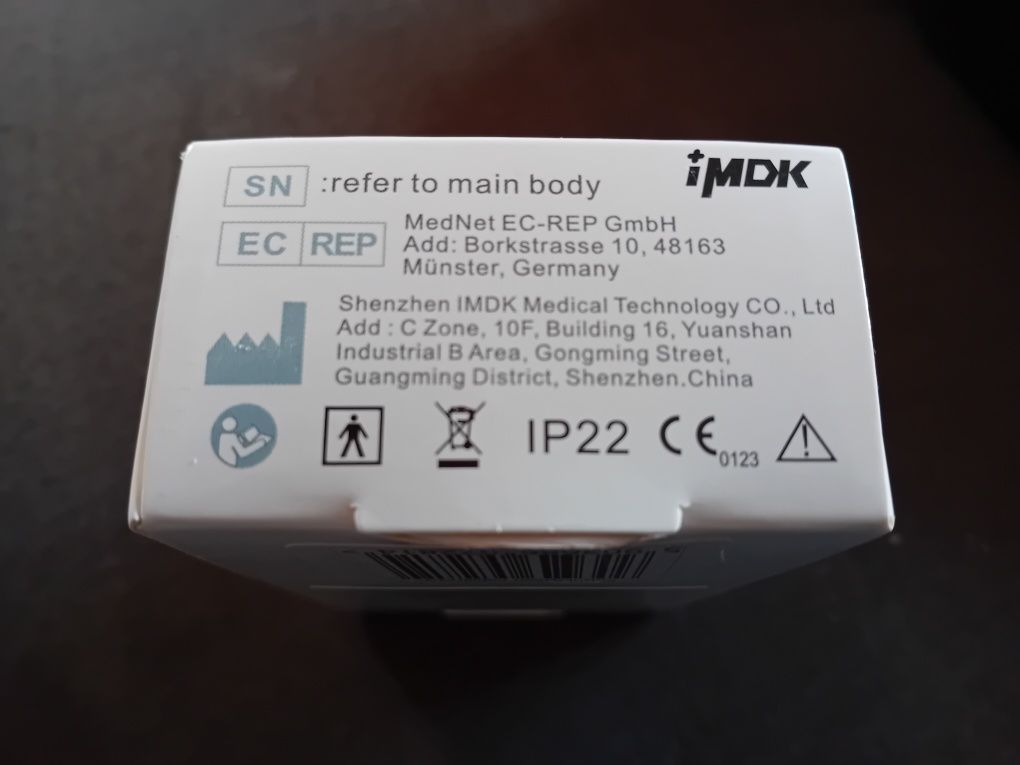 SN :refer to main body
iMDK
EC REP
MedNet EC-REP GmbH
Add: Borkstrasse 10, 48163
Münster, Germany
Shenzhen IMDK Medical Technology CO., Ltd
Add : C Zone, 10F, Building 16, Yuanshan
Industrial B Area, Gongming Street,
Guangming District, Shenzhen.China
IP22 CE 0123